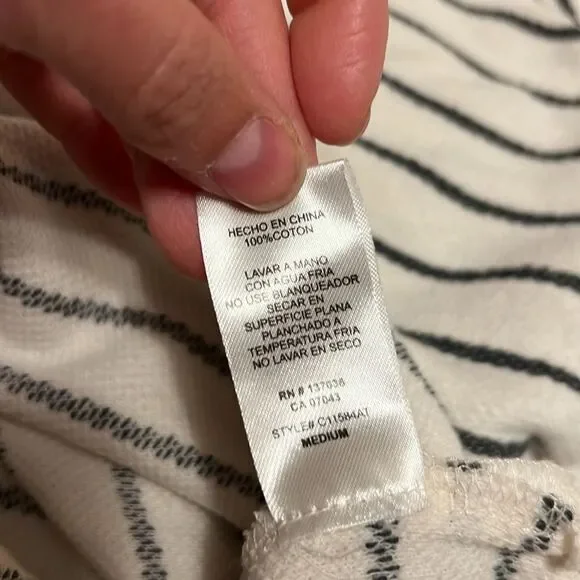 HECHO EN CHINA
100%COTON
LAVAR A MANO
CON AGUA FRIA
NO USE BLANQUEADOR
SECAR EN
SUPERFICIE PLANA
PLANCHADO A
TEMPERATURA FRIA
NO LAVAR EN SECO
RN # 137036
CA 07043
STYLE# C11584AT
MEDIUM